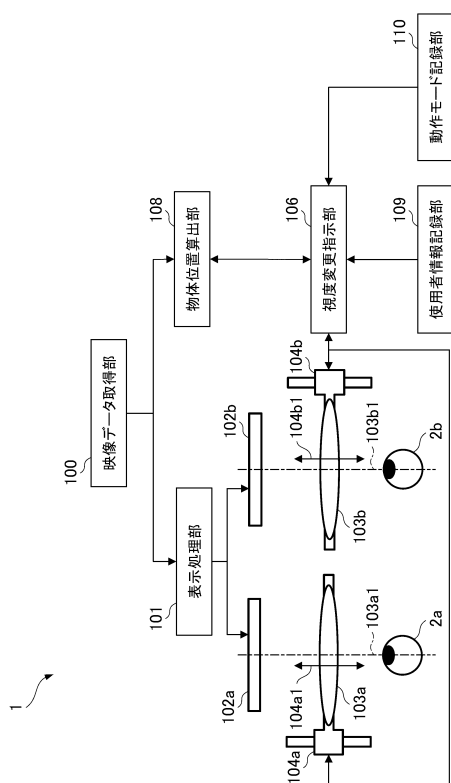 1
100
映像データ取得部
101
表示処理部
108
物体位置算出部
102a
102b
104a
104a1
103a
103a1
2a
104b
104b1
103b
103b1
2b
106
視度変更指示部
109
使用者情報記録部
110
動作モード記録部